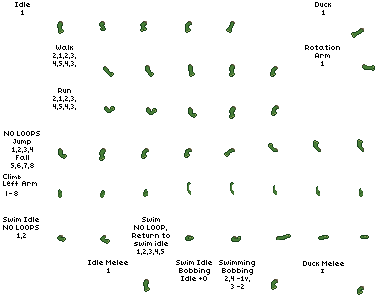 Idle
1
Duck
1
Walk
2,1,2,3,
4,5,4,3,
Rotation
Arm
1
Run
2,1,2,3,
4,5,4,3,
NO LOOPS
Jump
1,2,3,4
Fall
5,6,7,8
Climb
Left Arm
1-8
Swim Idle
NO LOOPS
1,2
Swim
NO LOOP,
Return to
swim idle
1,2,3,4,5
Swim Idle
Bobbing
Idle +0
Swimming
Bobbing
2,4 -1v,
3 -2
Idle Melee
1
Duck Melee
1